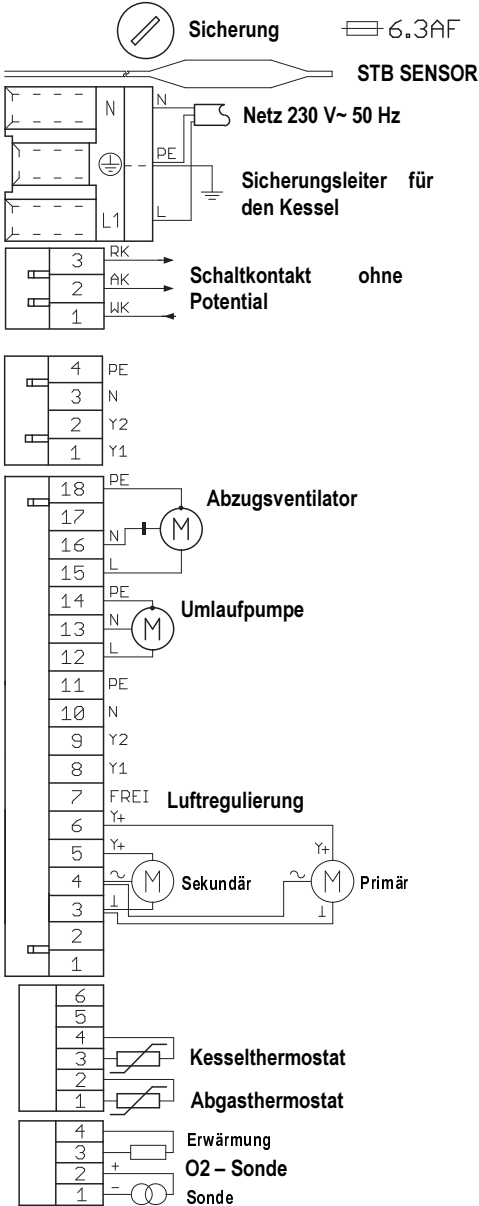 Sicherung 6.3AF
STB SENSOR
N N
Netz 230 V~ 50 Hz
PE
Sicherungsleiter für
den Kessel
L1 L
3 RK
2 AK
Schaltkontakt ohne
Potential
1 WK
4 PE
3 N
2 Y2
1 Y1
18 PE
Abzugsventilator
17
16 N M
15 L
14 PE
Umlaufpumpe
13 N M
12 L
11 PE
10 N
9 Y2
8 Y1
7 FREI Luftregulierung
6 Y+
5 Y+ Y+
4 ~ M Sekundär ~ M Primär
3 ⊥ ⊥
2
1
6
5
4
3 Kesselthermostat
2
1 Abgasthermostat
4 Erwärmung
3
O2 – Sonde
2 +
1 - Sonde